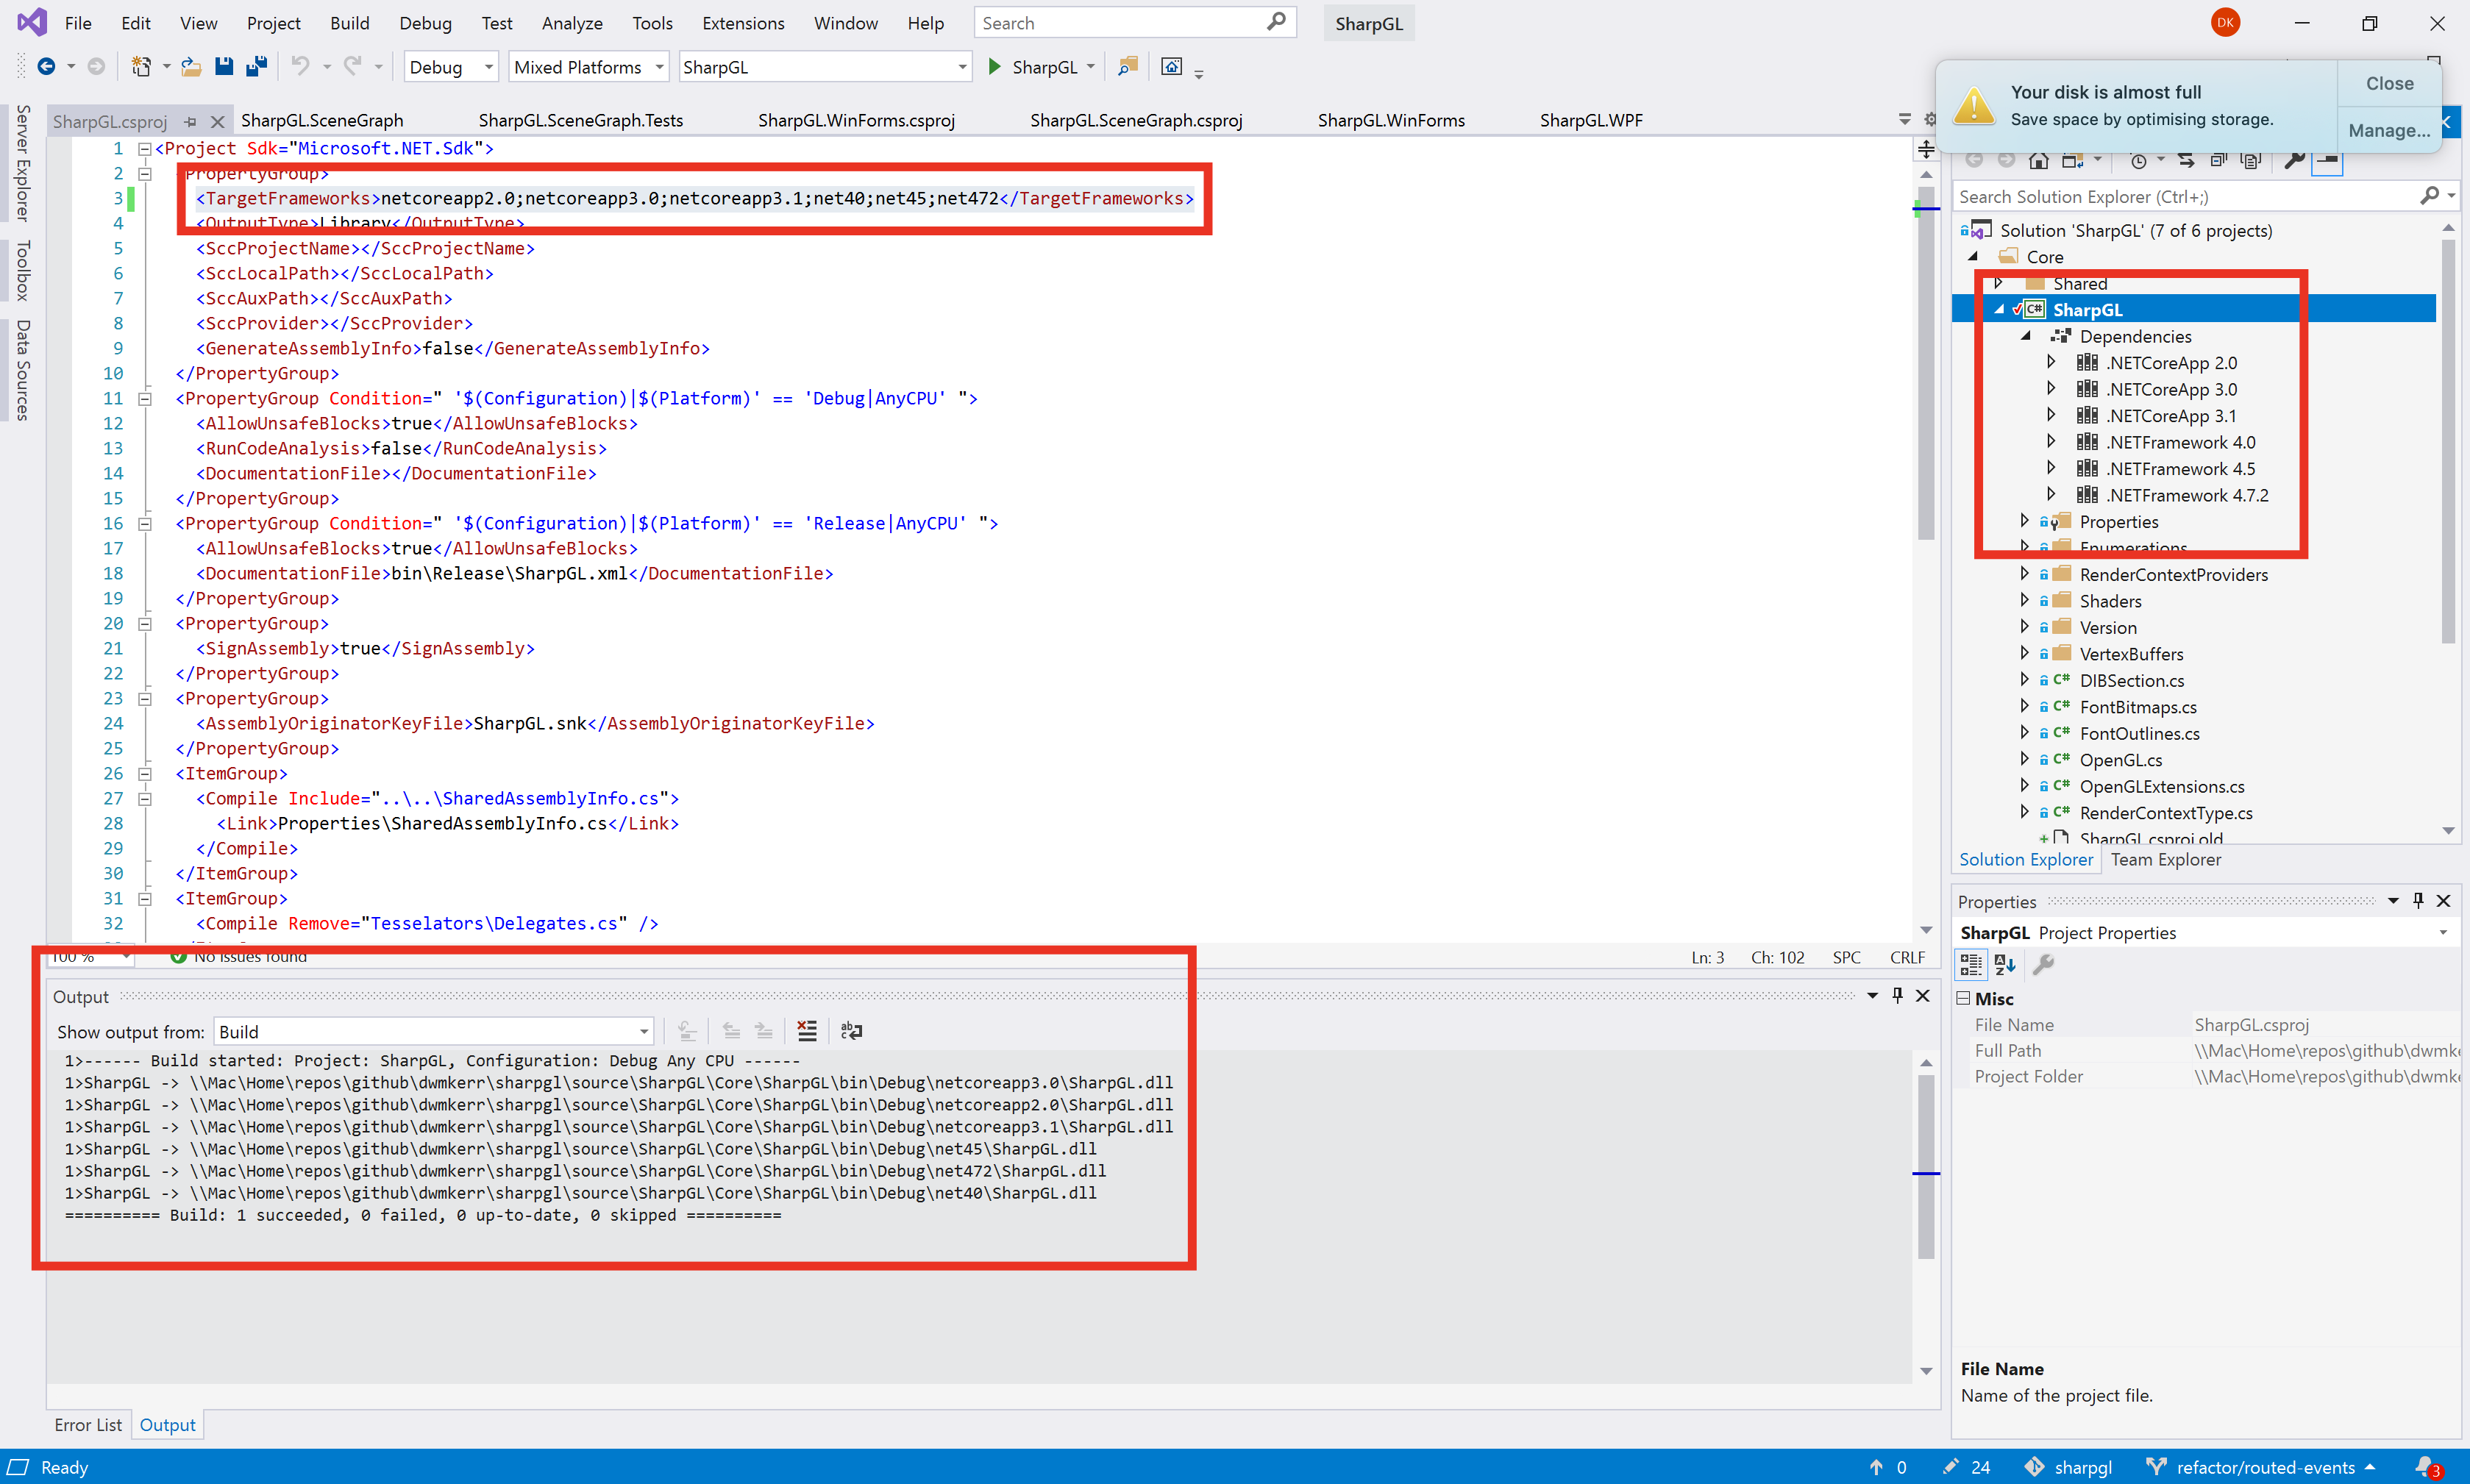 File Edit View Project Build Debug Test Analyze Tools Extensions Window Help Search SharpGL DK
Debug Mixed Platforms SharpGL SharpGL
Your disk is almost full
Save space by optimising storage.
Close
Manage...
Server Explorer
Toolbox
Data Sources
SharpGL.csproj SharpGL.SceneGraph SharpGL.SceneGraph.Tests SharpGL.WinForms.csproj SharpGL.SceneGraph.csproj SharpGL.WinForms SharpGL.WPF
1 <Project Sdk="Microsoft.NET.Sdk">
2 <PropertyGroup>
3 <TargetFrameworks>netcoreapp2.0;netcoreapp3.0;netcoreapp3.1;net40;net45;net472</TargetFrameworks>
4 <OutputType>Library</OutputType>
5 <SccProjectName></SccProjectName>
6 <SccLocalPath></SccLocalPath>
7 <SccAuxPath></SccAuxPath>
8 <SccProvider></SccProvider>
9 <GenerateAssemblyInfo>false</GenerateAssemblyInfo>
10 </PropertyGroup>
11 <PropertyGroup Condition=" '$(Configuration)|$(Platform)' == 'Debug|AnyCPU' ">
12 <AllowUnsafeBlocks>true</AllowUnsafeBlocks>
13 <RunCodeAnalysis>false</RunCodeAnalysis>
14 <DocumentationFile></DocumentationFile>
15 </PropertyGroup>
16 <PropertyGroup Condition=" '$(Configuration)|$(Platform)' == 'Release|AnyCPU' ">
17 <AllowUnsafeBlocks>true</AllowUnsafeBlocks>
18 <DocumentationFile>bin\Release\SharpGL.xml</DocumentationFile>
19 </PropertyGroup>
20 <PropertyGroup>
21 <SignAssembly>true</SignAssembly>
22 </PropertyGroup>
23 <PropertyGroup>
24 <AssemblyOriginatorKeyFile>SharpGL.snk</AssemblyOriginatorKeyFile>
25 </PropertyGroup>
26 <ItemGroup>
27 <Compile Include="..\..\SharedAssemblyInfo.cs">
28 <Link>Properties\SharedAssemblyInfo.cs</Link>
29 </Compile>
30 </ItemGroup>
31 <ItemGroup>
32 <Compile Remove="Tesselators\Delegates.cs" />
100 % No issues found Ln: 3 Ch: 102 SPC CRLF
Output
Show output from: Build
1>------ Build started: Project: SharpGL, Configuration: Debug Any CPU ------
1>SharpGL -> \\Mac\Home\repos\github\dwmkerr\sharpgl\source\SharpGL\Core\SharpGL\bin\Debug\netcoreapp3.0\SharpGL.dll
1>SharpGL -> \\Mac\Home\repos\github\dwmkerr\sharpgl\source\SharpGL\Core\SharpGL\bin\Debug\netcoreapp2.0\SharpGL.dll
1>SharpGL -> \\Mac\Home\repos\github\dwmkerr\sharpgl\source\SharpGL\Core\SharpGL\bin\Debug\netcoreapp3.1\SharpGL.dll
1>SharpGL -> \\Mac\Home\repos\github\dwmkerr\sharpgl\source\SharpGL\Core\SharpGL\bin\Debug\net45\SharpGL.dll
1>SharpGL -> \\Mac\Home\repos\github\dwmkerr\sharpgl\source\SharpGL\Core\SharpGL\bin\Debug\net472\SharpGL.dll
1>SharpGL -> \\Mac\Home\repos\github\dwmkerr\sharpgl\source\SharpGL\Core\SharpGL\bin\Debug\net40\SharpGL.dll
========== Build: 1 succeeded, 0 failed, 0 up-to-date, 0 skipped ==========
Error List Output
Search Solution Explorer (Ctrl+;)
Solution 'SharpGL' (7 of 6 projects)
Core
Shared
SharpGL
Dependencies
.NETCoreApp 2.0
.NETCoreApp 3.0
.NETCoreApp 3.1
.NETFramework 4.0
.NETFramework 4.5
.NETFramework 4.7.2
Properties
Enumerations
RenderContextProviders
Shaders
Version
VertexBuffers
DIBSection.cs
FontBitmaps.cs
FontOutlines.cs
OpenGL.cs
OpenGLExtensions.cs
RenderContextType.cs
SharpGL.csproj.old
Solution Explorer Team Explorer
Properties
SharpGL Project Properties
Misc
File Name SharpGL.csproj
Full Path \\Mac\Home\repos\github\dwmke
Project Folder \\Mac\Home\repos\github\dwmke
File Name
Name of the project file.
Ready 0 24 sharpgl refactor/routed-events 3